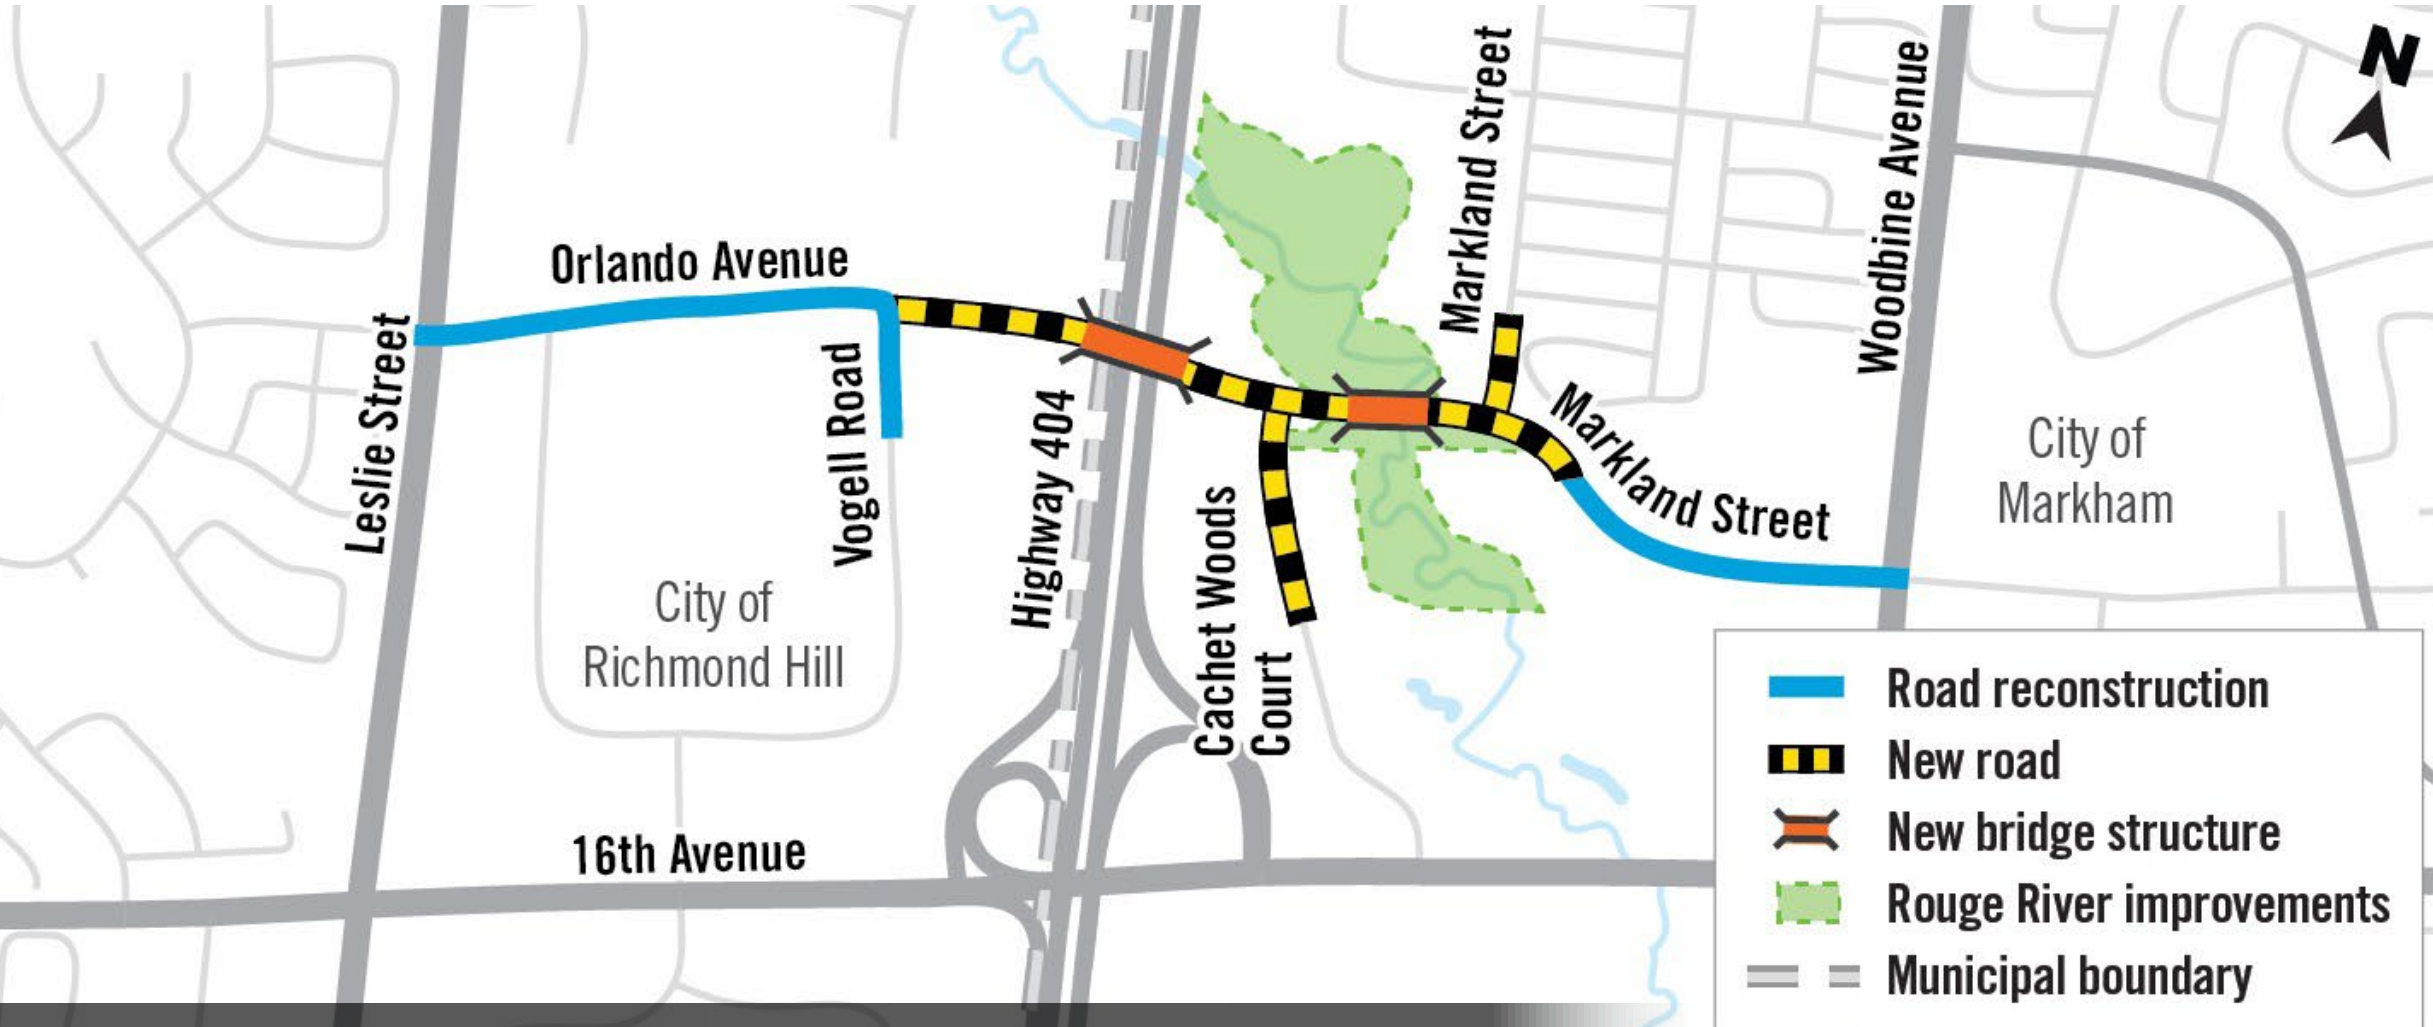 N
Markland Street
Woodbine Avenue
Orlando Avenue
Leslie Street
Vogell Road
Highway 404
Markland Street
City of
Markham
Cachet Woods
Court
City of
Richmond Hill
16th Avenue
Road reconstruction
New road
New bridge structure
Rouge River improvements
Municipal boundary